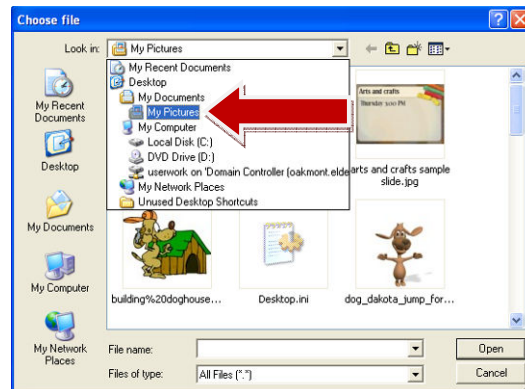 Choose file
Look in:
My Pictures
My Recent Documents
Desktop
My Documents
My Pictures
My Computer
Local Disk (C:)
DVD Drive (D:)
userwork on 'Domain Controller (oakmont.elde
My Network Places
Unused Desktop Shortcuts
My Recent
Documents
Desktop
My Documents
My Computer
My Network
Places
Arts and crafts
Thursday 3:00 PM
arts and crafts sample
slide.jpg
building%20doghouse...
Desktop.ini
dog_dakota_jump_for...
File name:
Open
Files of type:
All Files (*.*)
Cancel